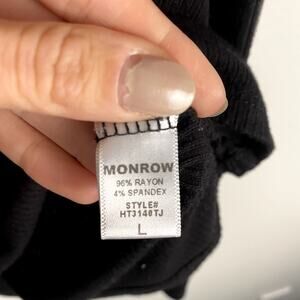 MONROW
96% RAYON
4% SPANDEX
STYLE#
HT3140TJ
L